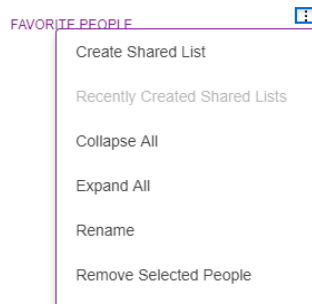 FAVORITE PEOPLE
Create Shared List
Recently Created Shared Lists
Collapse All
Expand All
Rename
Remove Selected People